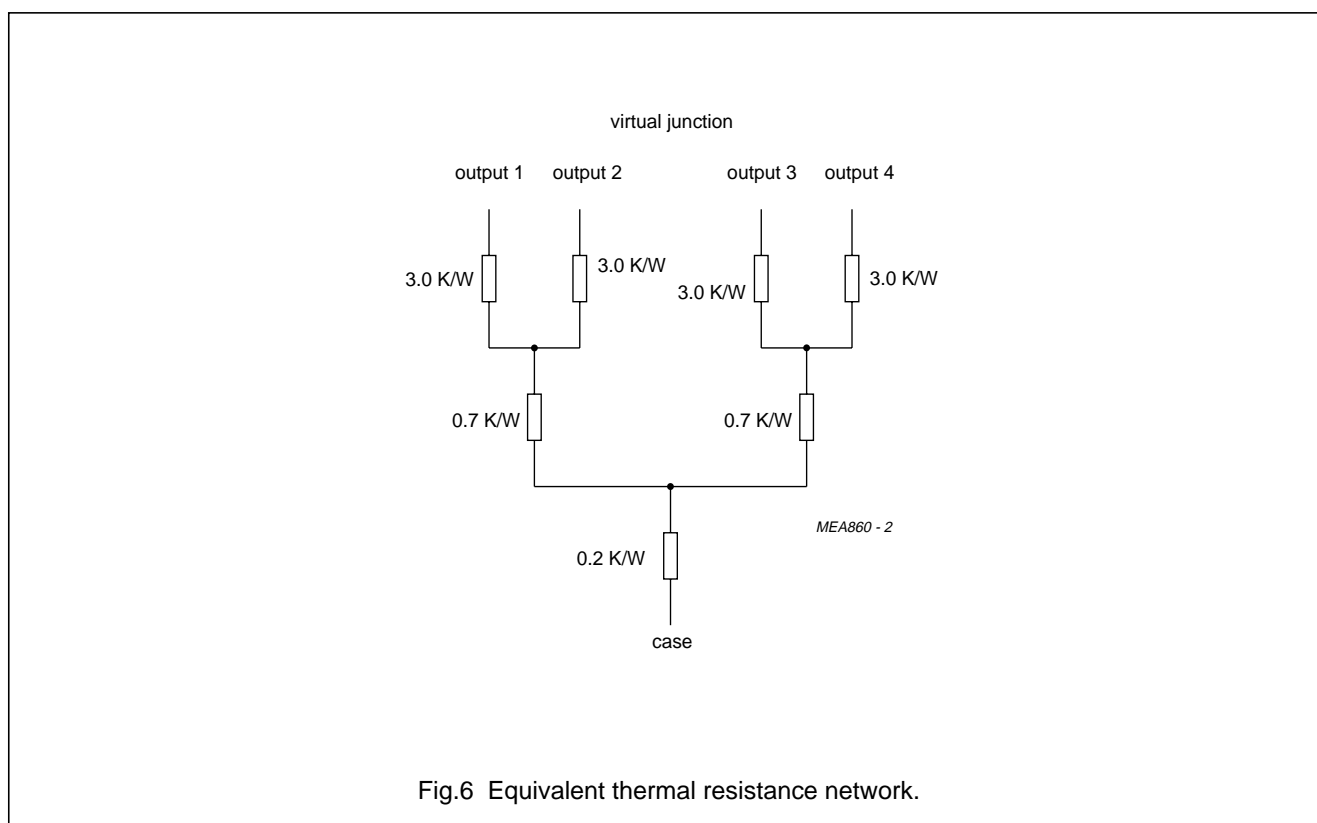 virtual junction
output 1 output 2 output 3 output 4
3.0 K/W 3.0 K/W 3.0 K/W 3.0 K/W
0.7 K/W 0.7 K/W
MEA860 - 2
0.2 K/W
case
Fig.6 Equivalent thermal resistance network.